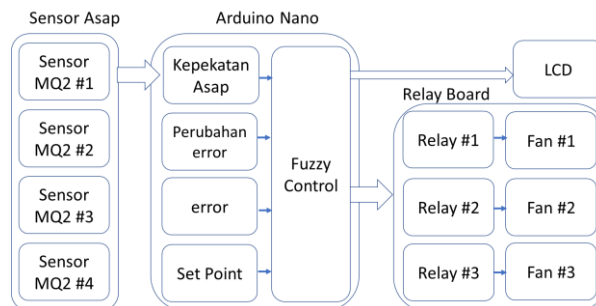 Sensor Asap
Sensor
MQ2 #1
Sensor
MQ2 #2
Sensor
MQ2 #3
Sensor
MQ2 #4
Arduino Nano
Kepekatan
Asap
Perubahan
error
error
Set Point
Fuzzy
Control
LCD
Relay Board
Relay #1
Fan #1
Relay #2
Fan #2
Relay #3
Fan #3